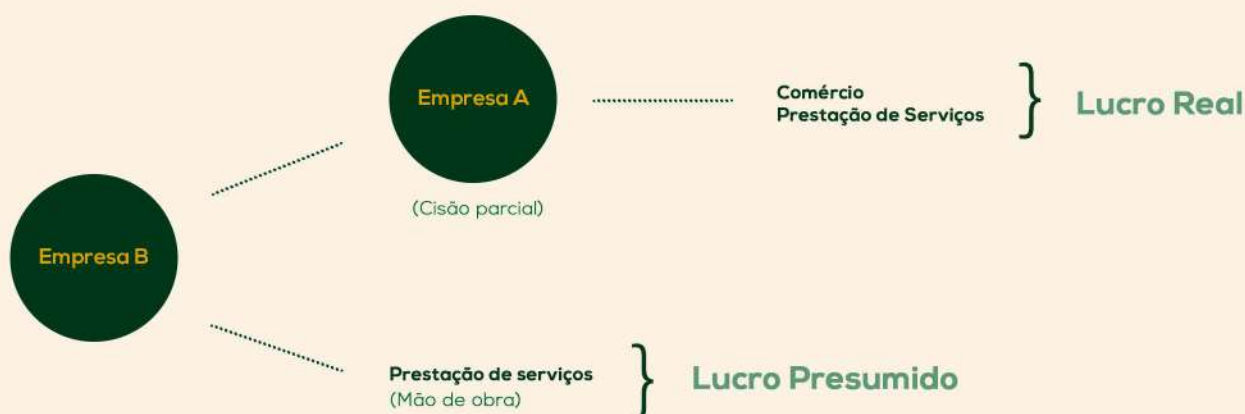 Empresa A
Comércio
Prestação de Serviços
Lucro Real
(Cisão parcial)
Empresa B
Prestação de serviços
(Mão de obra)
Lucro Presumido